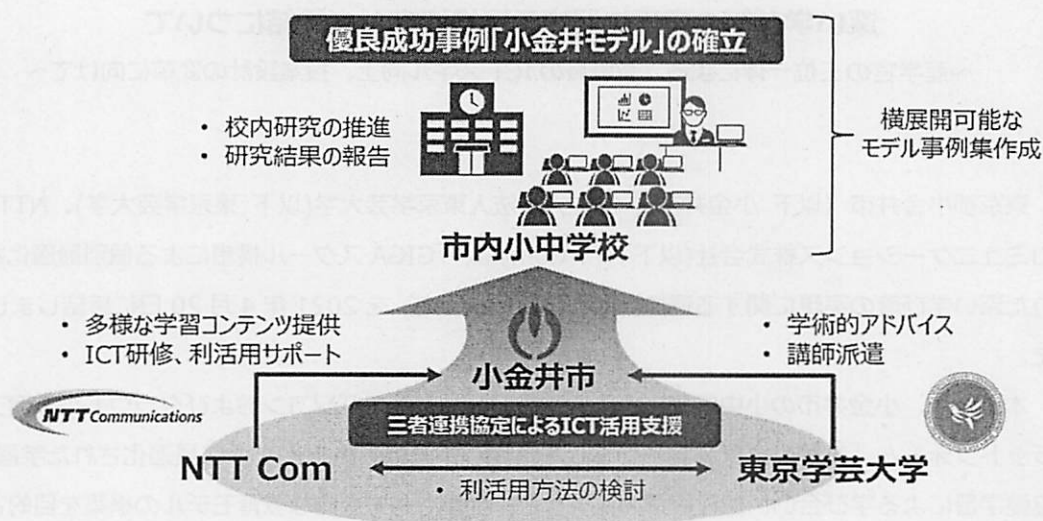 優良成功事例「小金井モデル」の確立
• 校内研究の推進
• 研究結果の報告
横展開可能な
モデル事例集作成
市内小中学校
• 多様な学習コンテンツ提供
• ICT研修、利活用サポート
• 学術的アドバイス
• 講師派遣
小金井市
NTT Communications
三者連携協定によるICT活用支援
NTT Com
東京学芸大学
• 利活用方法の検討